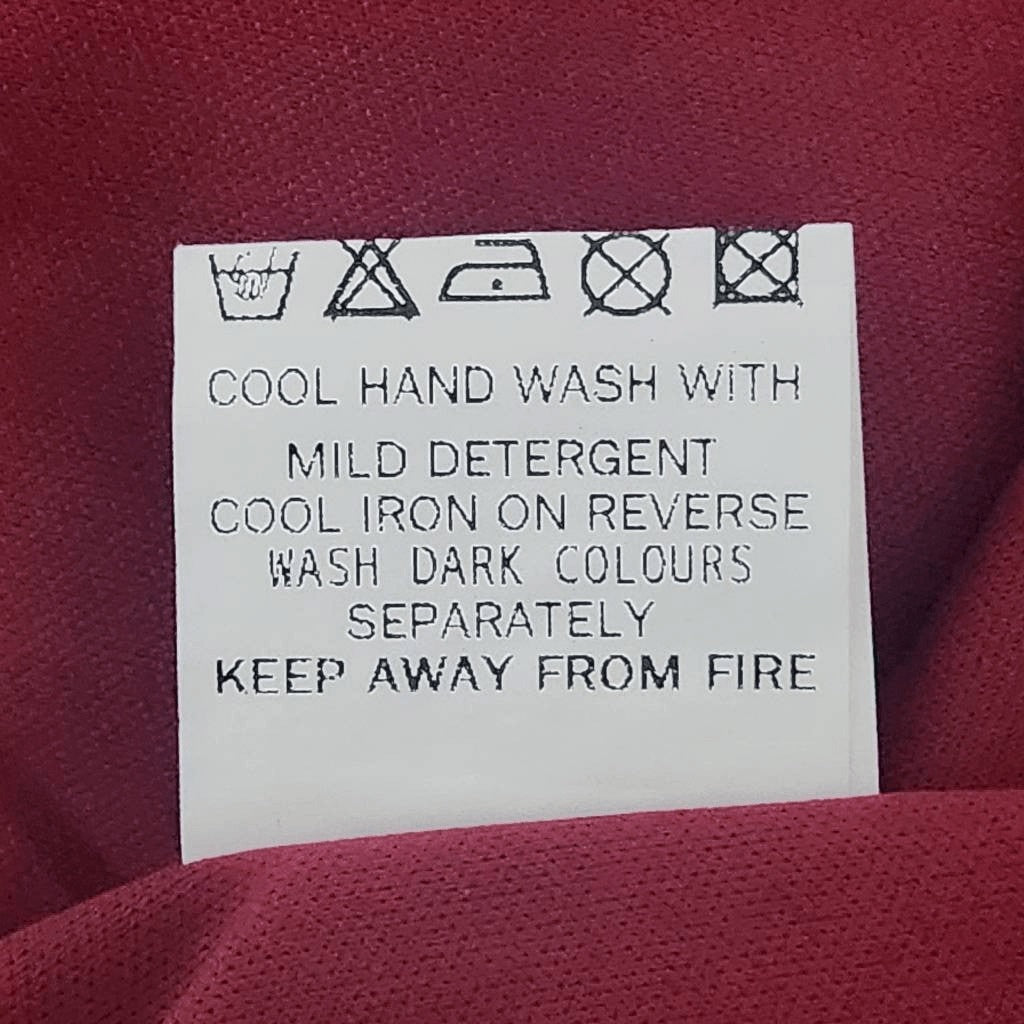 COOL HAND WASH WITH
MILD DETERGENT
COOL IRON ON REVERSE
WASH DARK COLOURS
SEPARATELY
KEEP AWAY FROM FIRE